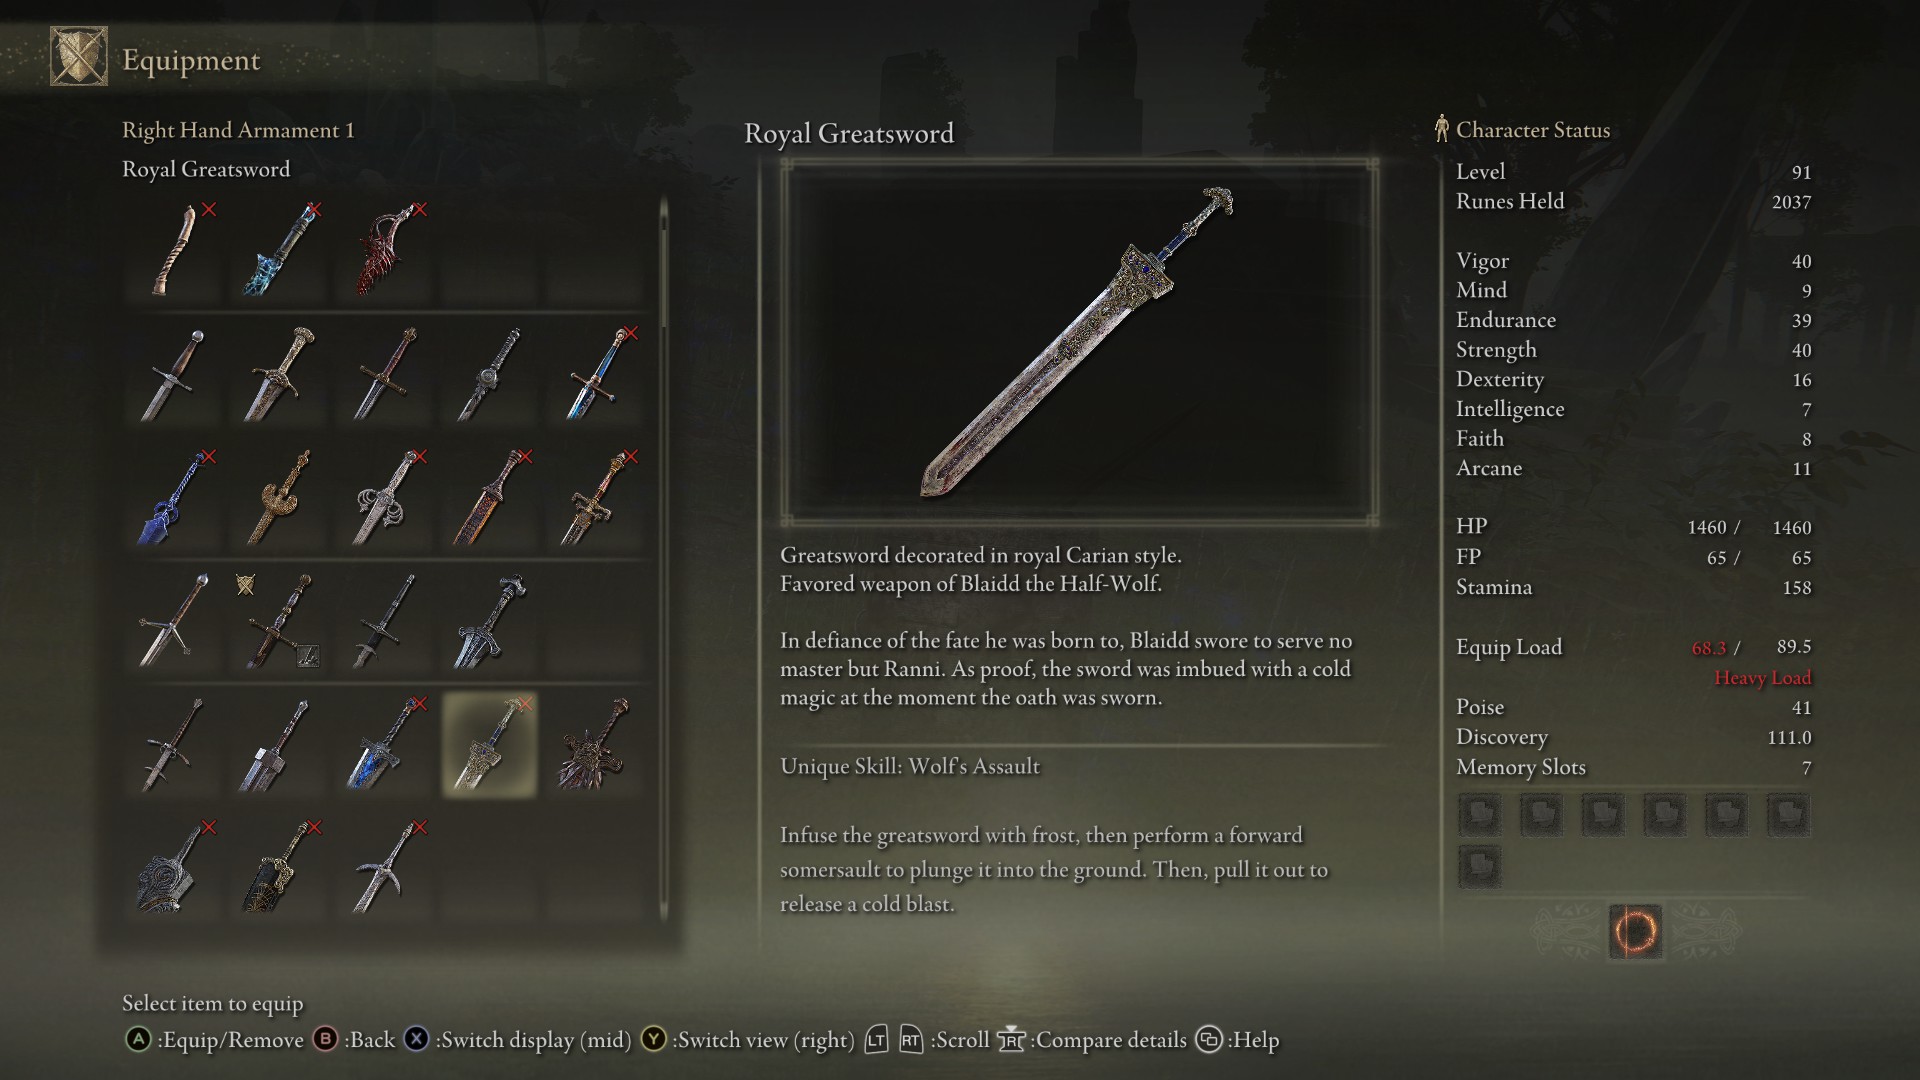 Equipment
Right Hand Armament 1
Royal Greatsword
Royal Greatsword
Greatsword decorated in royal Carian style.
Favored weapon of Blaidd the Half-Wolf.
In defiance of the fate he was born to, Blaidd swore to serve no
master but Ranni. As proof, the sword was imbued with a cold
magic at the moment the oath was sworn.
Unique Skill: Wolf's Assault
Infuse the greatsword with frost, then perform a forward
somersault to plunge it into the ground. Then, pull it out to
release a cold blast.
Character Status
Level 91
Runes Held 2037
Vigor 40
Mind 9
Endurance 39
Strength 40
Dexterity 16
Intelligence 7
Faith 8
Arcane 11
HP 1460 / 1460
FP 65 / 65
Stamina 158
Equip Load 68.3 / 89.5
Heavy Load
Poise 41
Discovery 111.0
Memory Slots 7
Select item to equip
A :Equip/Remove B :Back X :Switch display (mid) Y :Switch view (right) LT RT :Scroll R :Compare details :Help